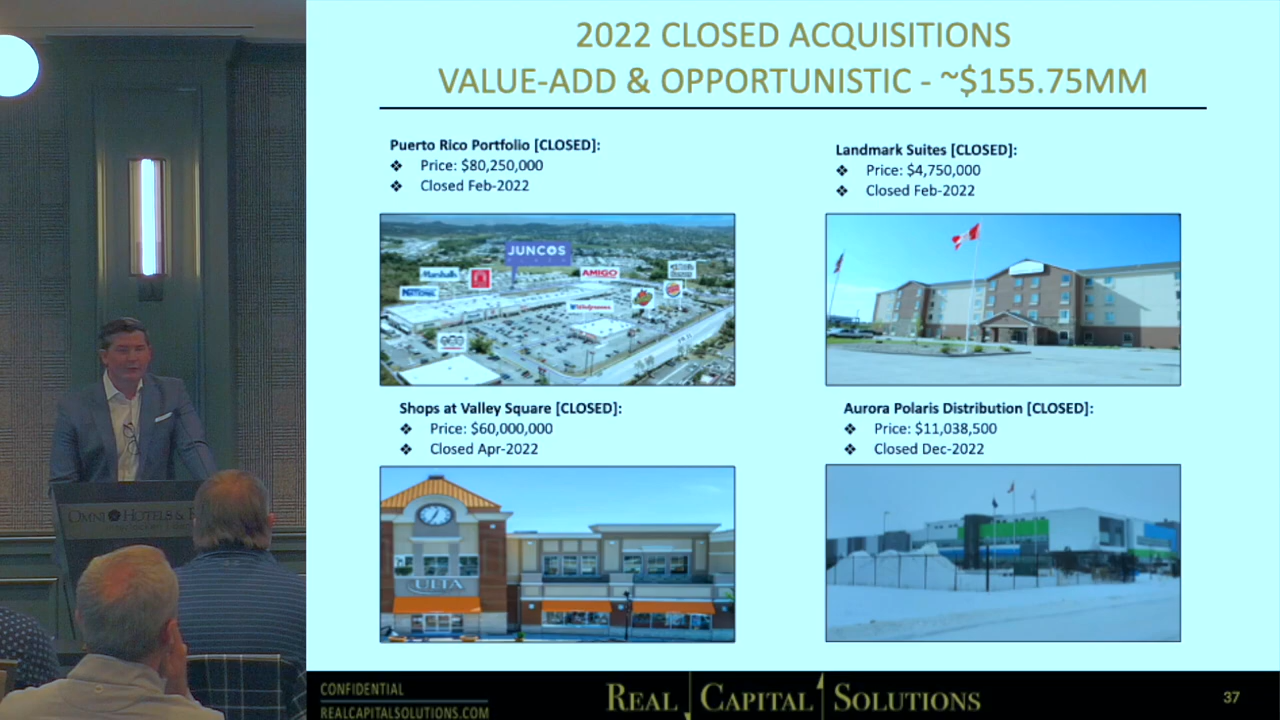 2022 CLOSED ACQUISITIONS
VALUE-ADD & OPPORTUNISTIC - ~$155.75MM
Puerto Rico Portfolio [CLOSED]:
❖ Price: $80,250,000
❖ Closed Feb-2022
Landmark Suites [CLOSED]:
❖ Price: $4,750,000
❖ Closed Feb-2022
JUNCOS
PLAZA
Marshalls
AMIGO
NATIONAL
Walgreens
Shops at Valley Square [CLOSED]:
❖ Price: $60,000,000
❖ Closed Apr-2022
Aurora Polaris Distribution [CLOSED]:
❖ Price: $11,038,500
❖ Closed Dec-2022
ULTA
OMNI HOTELS & R
CONFIDENTIAL
REALCAPITALSOLUTIONS.COM
REAL CAPITAL SOLUTIONS
37